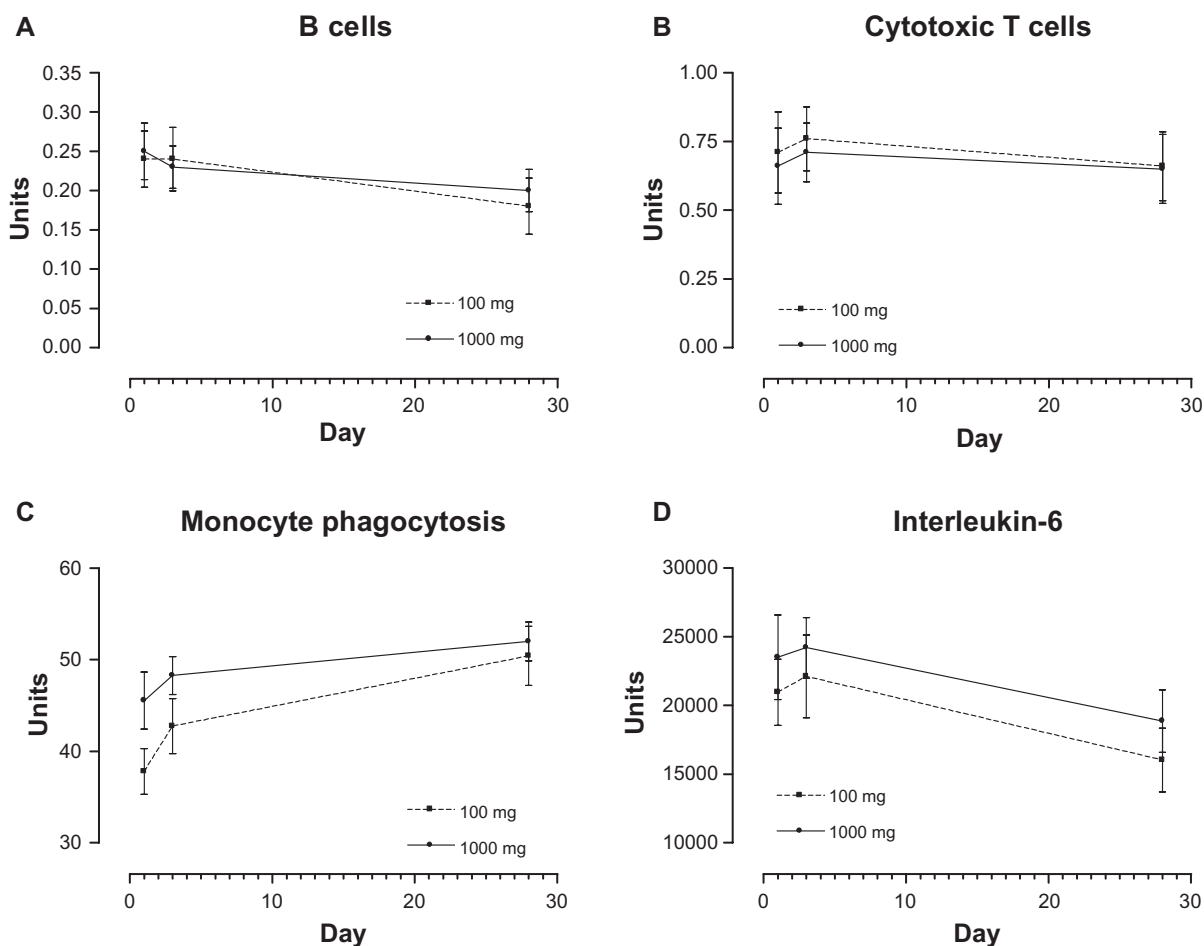 A
B cells
Units
0.35
0.30
0.25
0.20
0.15
0.10
0.05
0.00
100 mg
1000 mg
0 10 20 30
Day
B
Cytotoxic T cells
Units
1.00
0.75
0.50
0.25
0.00
100 mg
1000 mg
0 10 20 30
Day
C
Monocyte phagocytosis
Units
60
50
40
30
100 mg
1000 mg
0 10 20 30
Day
D
Interleukin-6
Units
30000
25000
20000
15000
10000
100 mg
1000 mg
0 10 20 30
Day